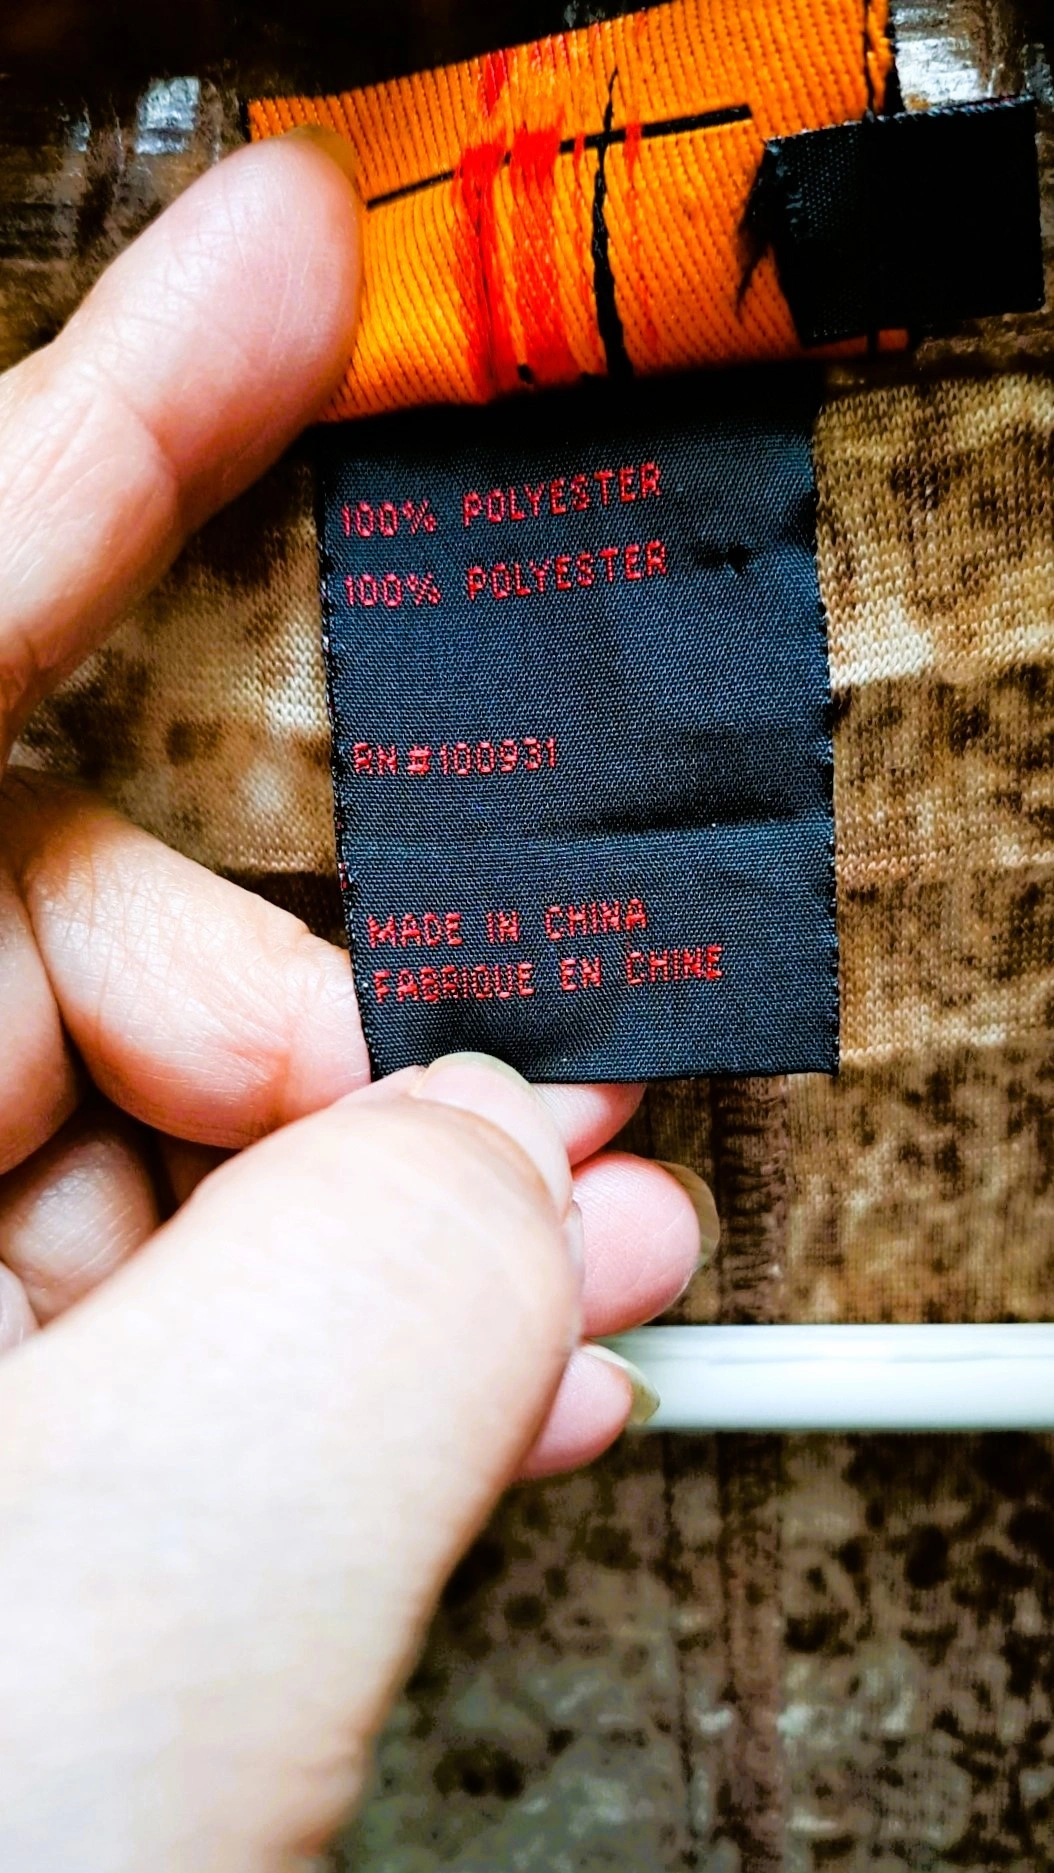 100% POLYESTER
100% POLYESTER
RN#100931
MADE IN CHINA
FABRIQUE EN CHINE